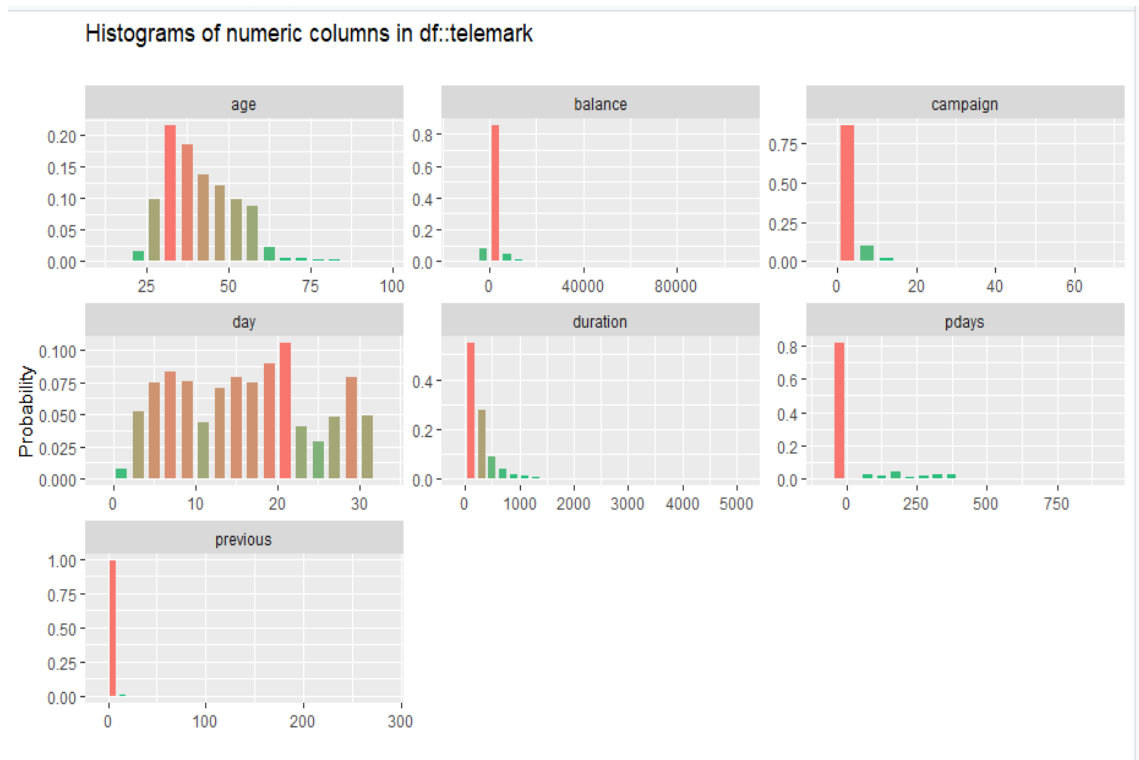 Histograms of numeric columns in df::telemark
age balance campaign
0.20
0.15
0.10
0.05
0.00
25 50 75 100
0.8
0.6
0.4
0.2
0.0
0 40000 80000
0.75
0.50
0.25
0.00
0 20 40 60
day duration pdays
Probability
0.100
0.075
0.050
0.025
0.000
0 10 20 30
0.4
0.2
0.0
0 1000 2000 3000 4000 5000
0.8
0.6
0.4
0.2
0.0
0 250 500 750
previous
1.00
0.75
0.50
0.25
0.00
0 100 200 300